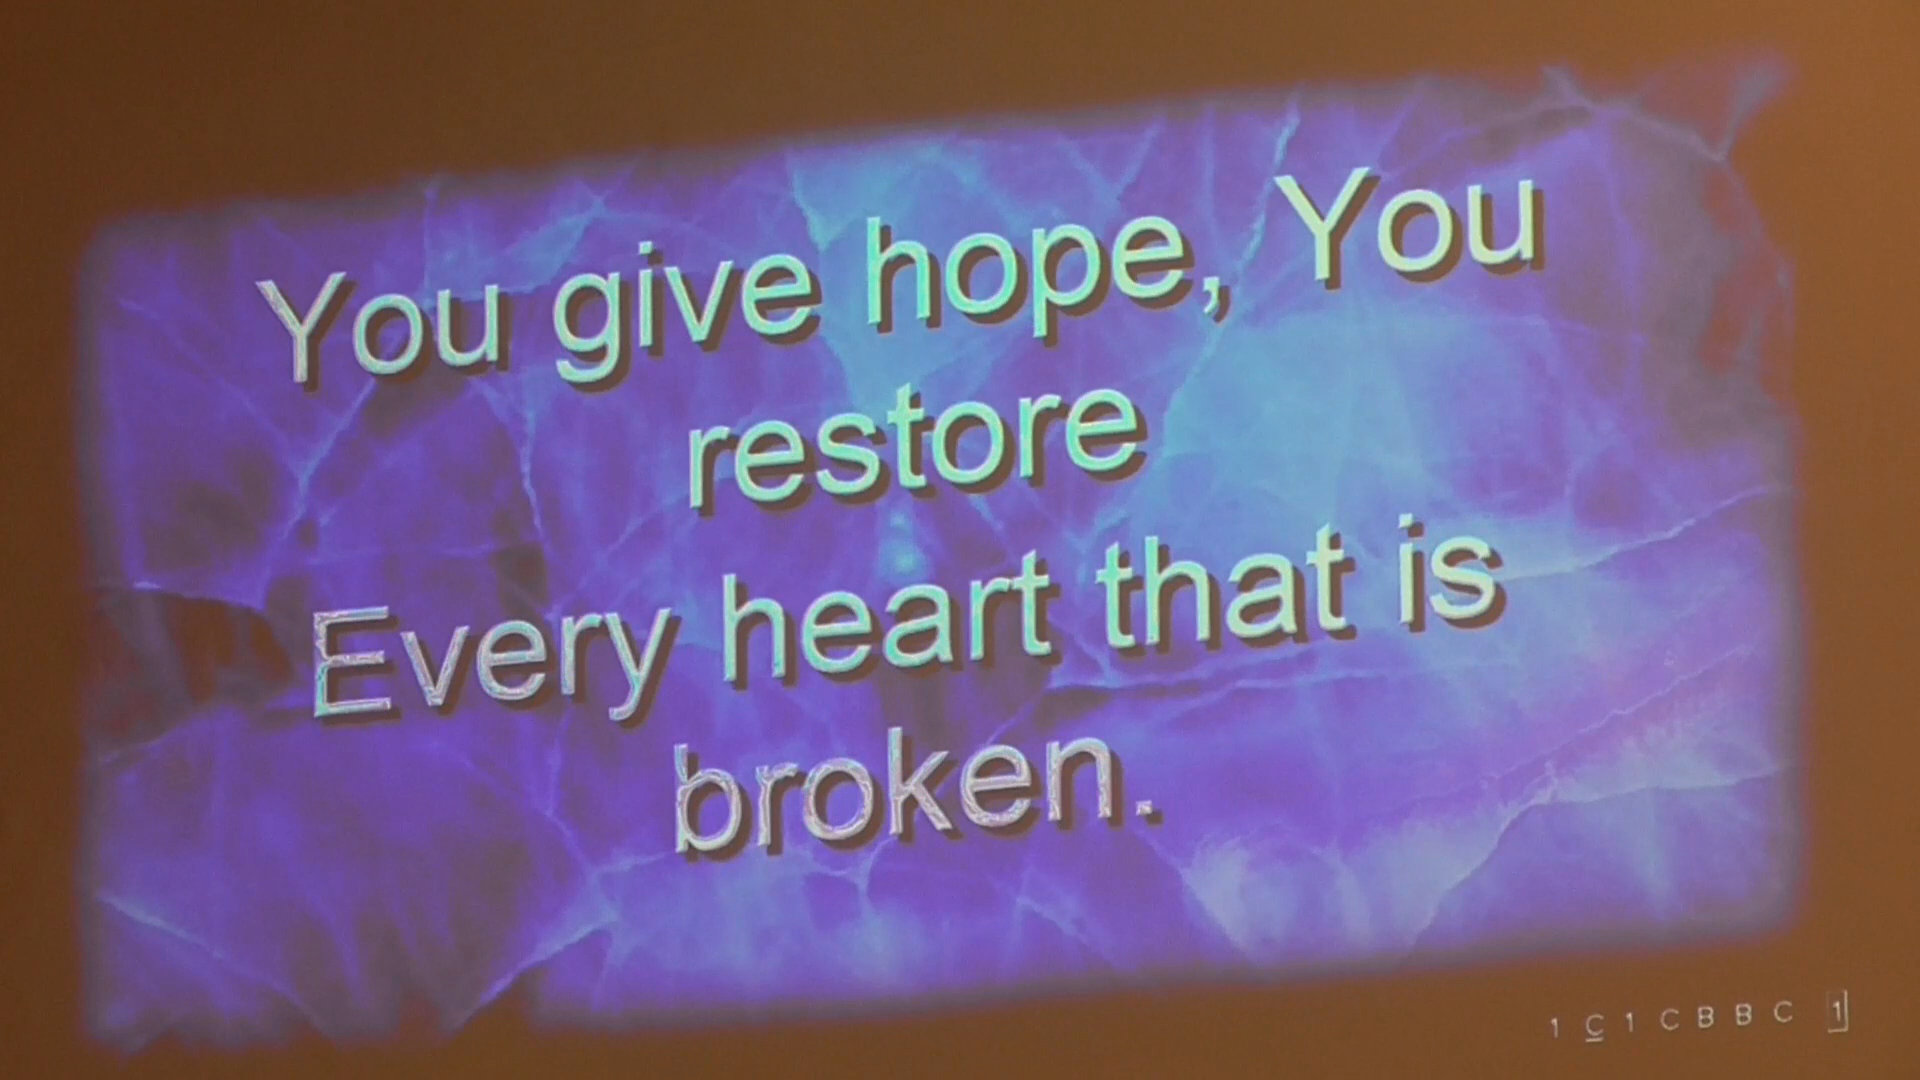 You give hope, You
restore
Every heart that is
broken.
1 C 1 C B B C 1